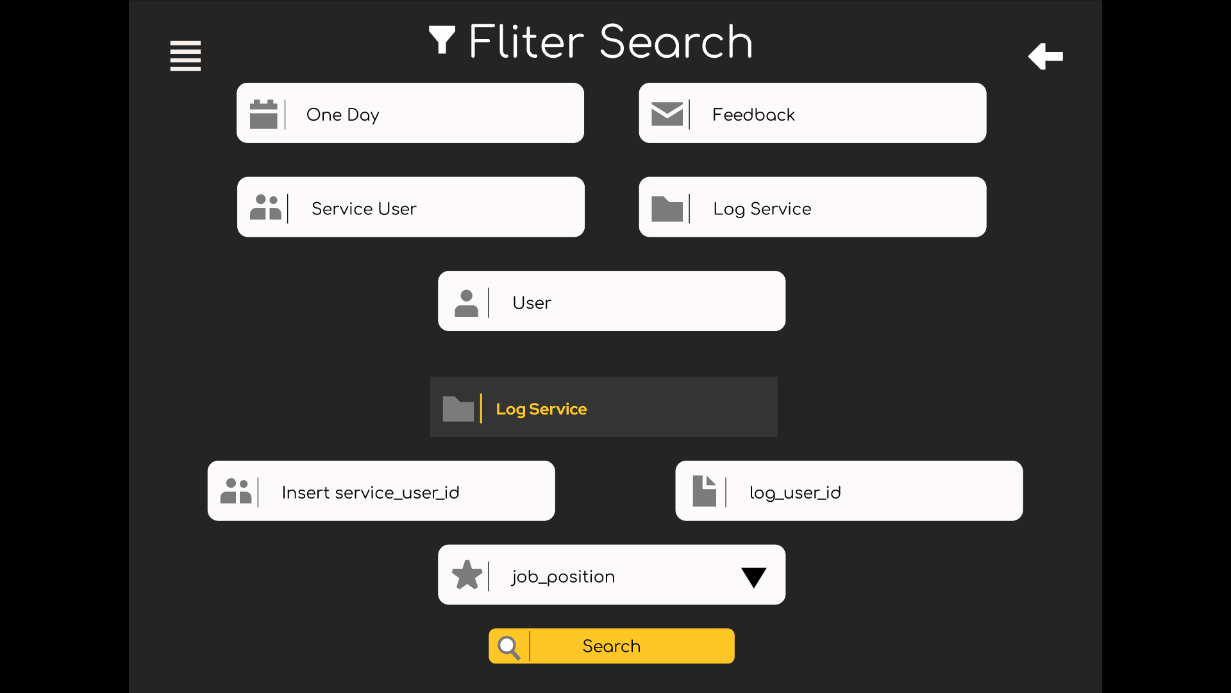 Fliter Search
One Day
Feedback
Service User
Log Service
User
Log Service
Insert service_user_id
log_user_id
job_position
Search